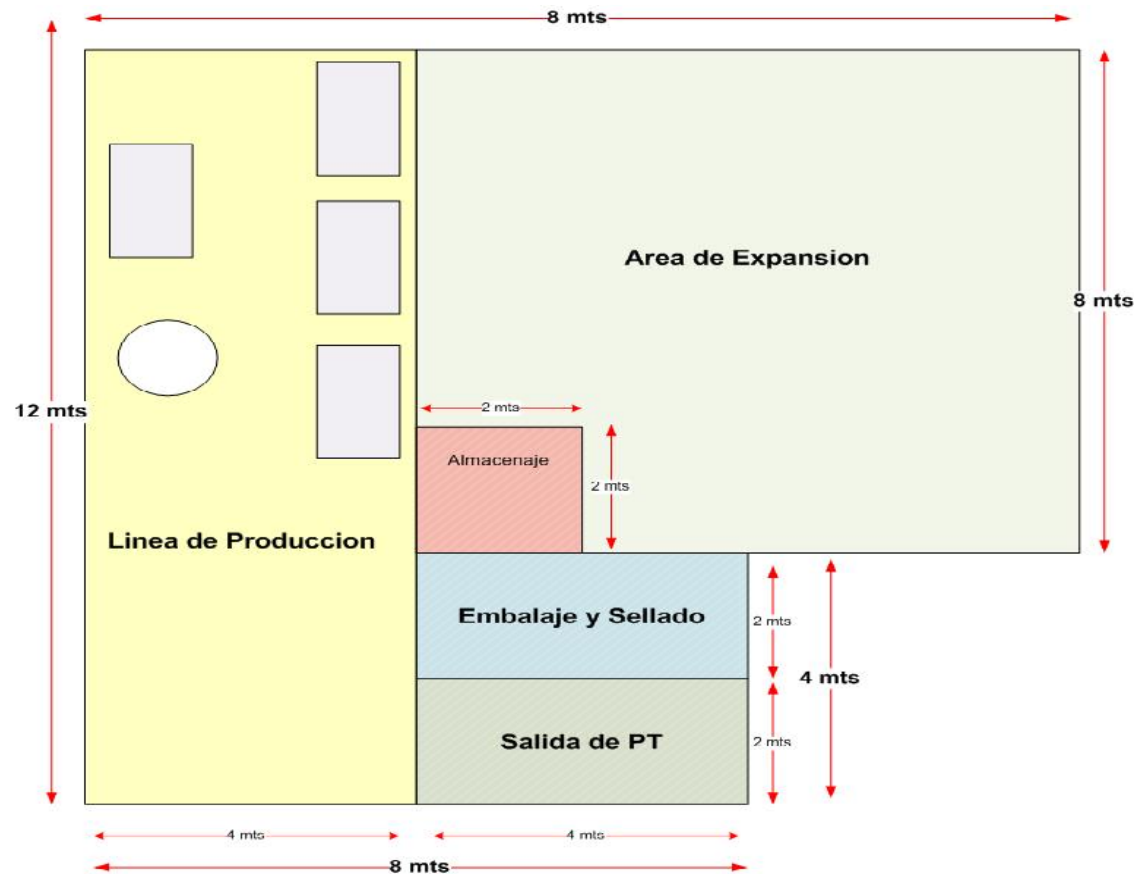 8 mts
Area de Expansion
8 mts
12 mts
2 mts
Almacenaje
2 mts
Linea de Produccion
Embalaje y Sellado
2 mts
4 mts
Salida de PT
2 mts
4 mts
4 mts
8 mts